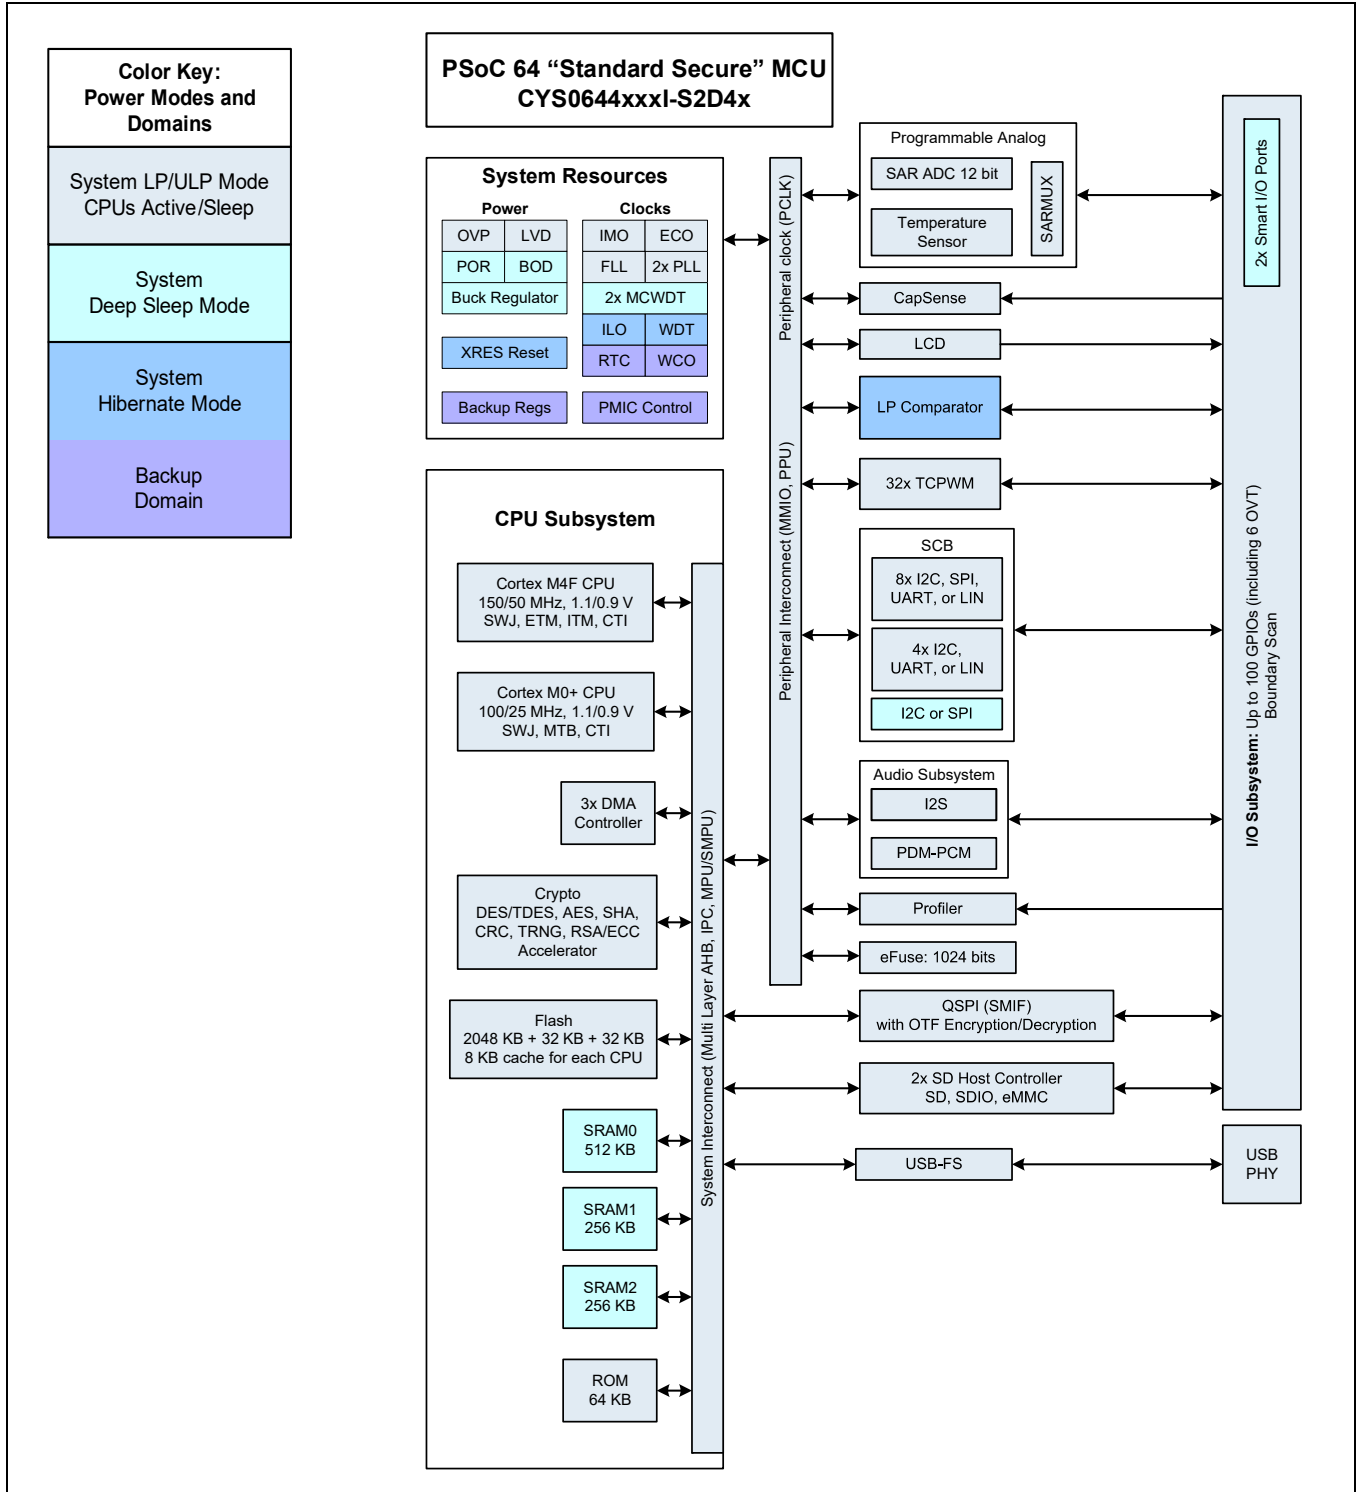 Color Key:
Power Modes and
Domains
System LP/ULP Mode
CPUs Active/Sleep
System
Deep Sleep Mode
System
Hibernate Mode
Backup
Domain
PSoC 64 “Standard Secure” MCU
CYS0644xxxI-S2D4x
System Resources
Power
OVP
LVD
POR
BOD
Buck Regulator
XRES Reset
Backup Regs
Clocks
IMO
ECO
FLL
2x PLL
2x MCWDT
ILO
WDT
RTC
WCO
PMIC Control
CPU Subsystem
Cortex M4F CPU
150/50 MHz, 1.1/0.9 V
SWJ, ETM, ITM, CTI
Cortex M0+ CPU
100/25 MHz, 1.1/0.9 V
SWJ, MTB, CTI
3x DMA
Controller
Crypto
DES/TDES, AES, SHA,
CRC, TRNG, RSA/ECC
Accelerator
Flash
2048 KB + 32 KB + 32 KB
8 KB cache for each CPU
SRAM0
512 KB
SRAM1
256 KB
SRAM2
256 KB
ROM
64 KB
System Interconnect (Multi Layer AHB, IPC, MPU/SMPU)
Peripheral clock (PCLK)
Peripheral Interconnect (MMIO, PPU)
Programmable Analog
SAR ADC 12 bit
Temperature
Sensor
SARMUX
CapSense
LCD
LP Comparator
32x TCPWM
SCB
8x I2C, SPI,
UART, or LIN
4x I2C,
UART, or LIN
I2C or SPI
Audio Subsystem
I2S
PDM-PCM
Profiler
eFuse: 1024 bits
QSPI (SMIF)
with OTF Encryption/Decryption
2x SD Host Controller
SD, SDIO, eMMC
USB-FS
2x Smart I/O Ports
I/O Subsystem: Up to 100 GPIOs (including 6 OVT)
Boundary Scan
USB
PHY